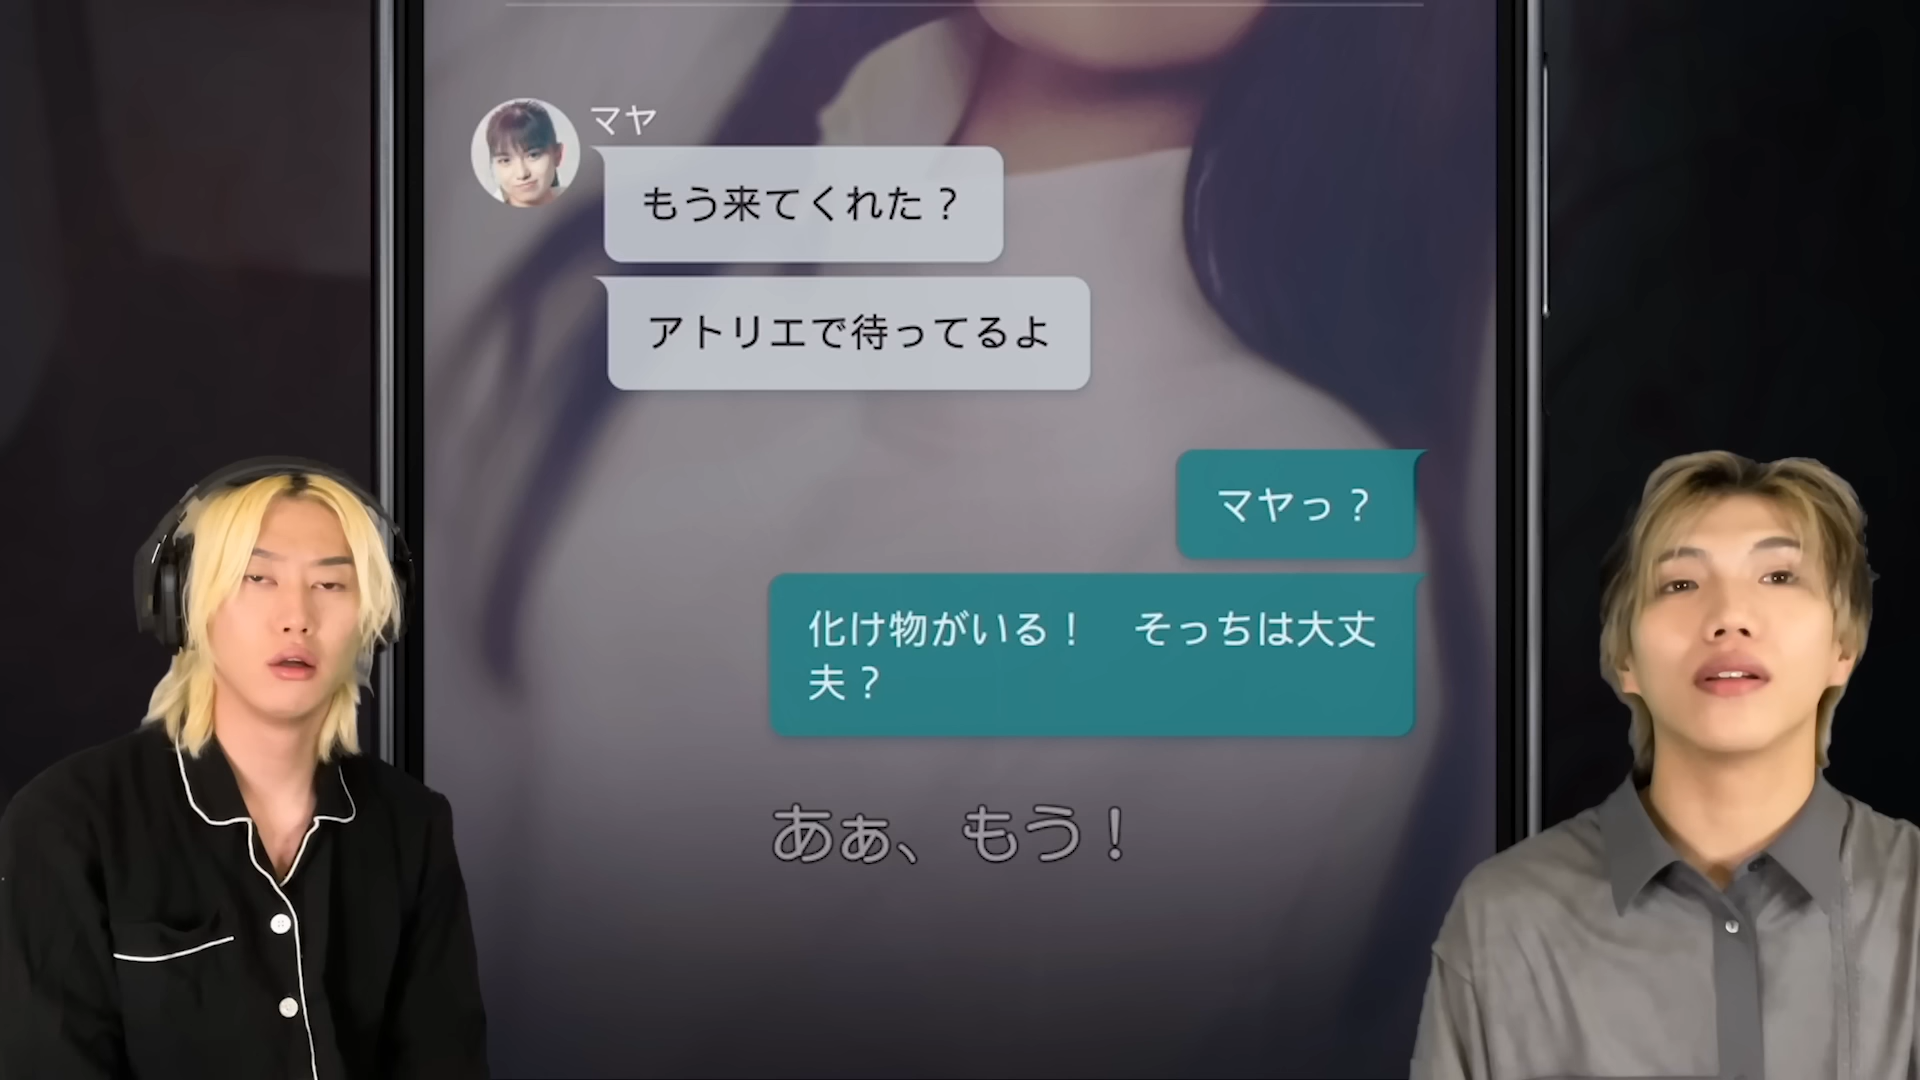 マヤ
もう来てくれた？
アトリエで待ってるよ
マヤっ？
化け物がいる！　そっちは大丈
夫？
あぁ、もう！